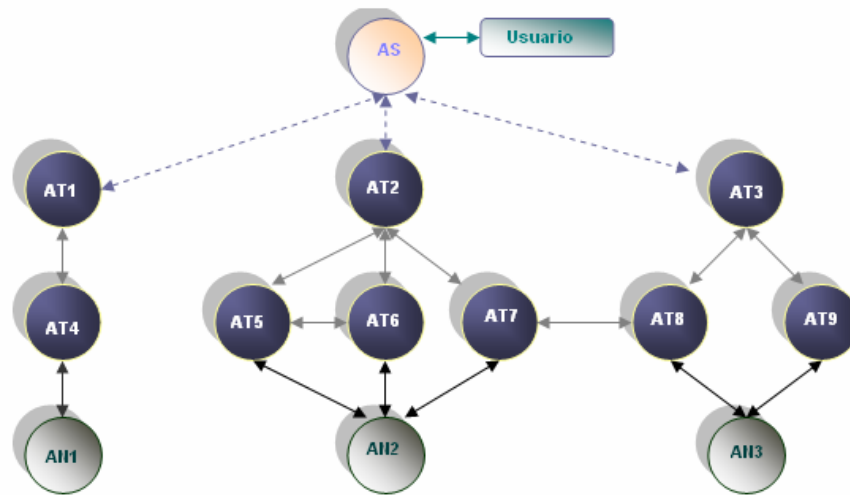 AS
Usuario
AT1
AT2
AT3
AT4
AT5
AT6
AT7
AT8
AT9
AN1
AN2
AN3